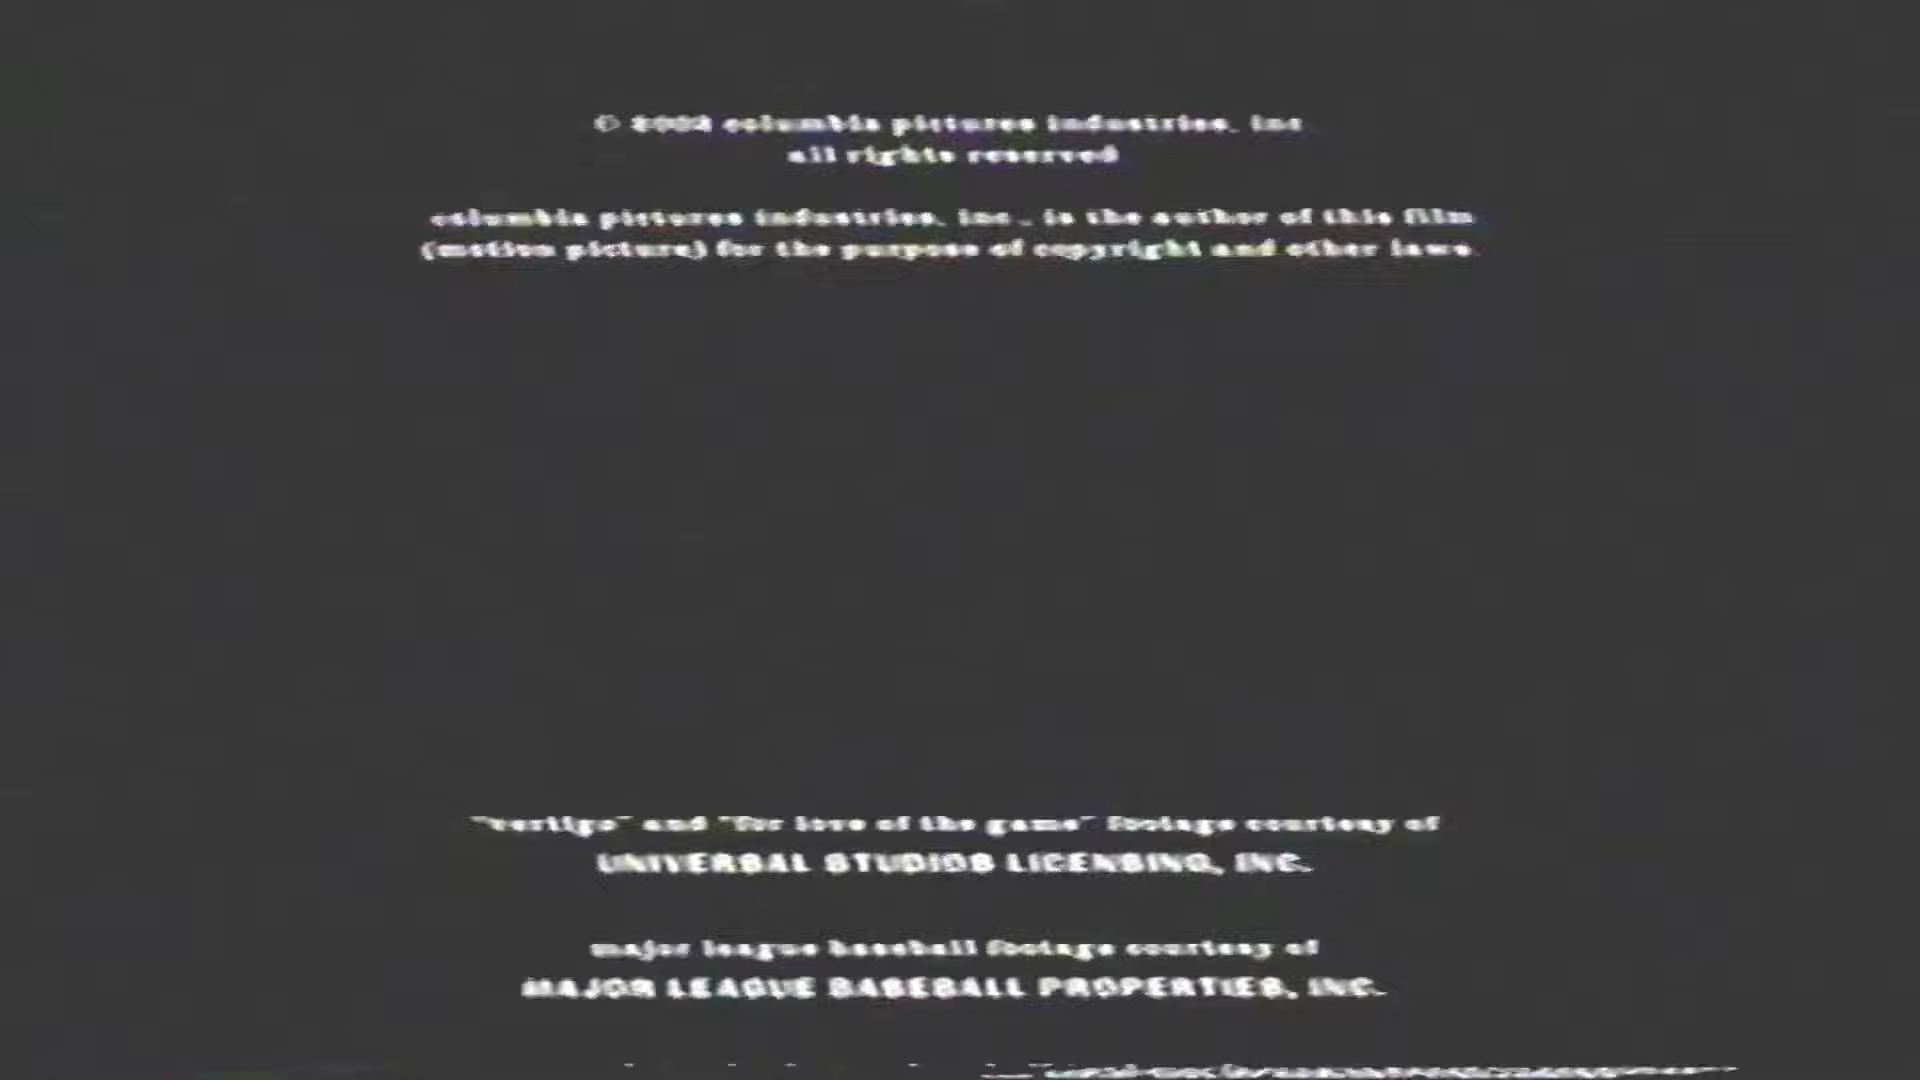 © 2002 columbia pictures industries, inc
all rights reserved
columbia pictures industries, inc., is the author of this film
(motion picture) for the purpose of copyright and other laws.
"vertigo" and "for love of the game" footage courtesy of
UNIVERSAL STUDIOS LICENSING, INC.
major league baseball footage courtesy of
MAJOR LEAGUE BASEBALL PROPERTIES, INC.